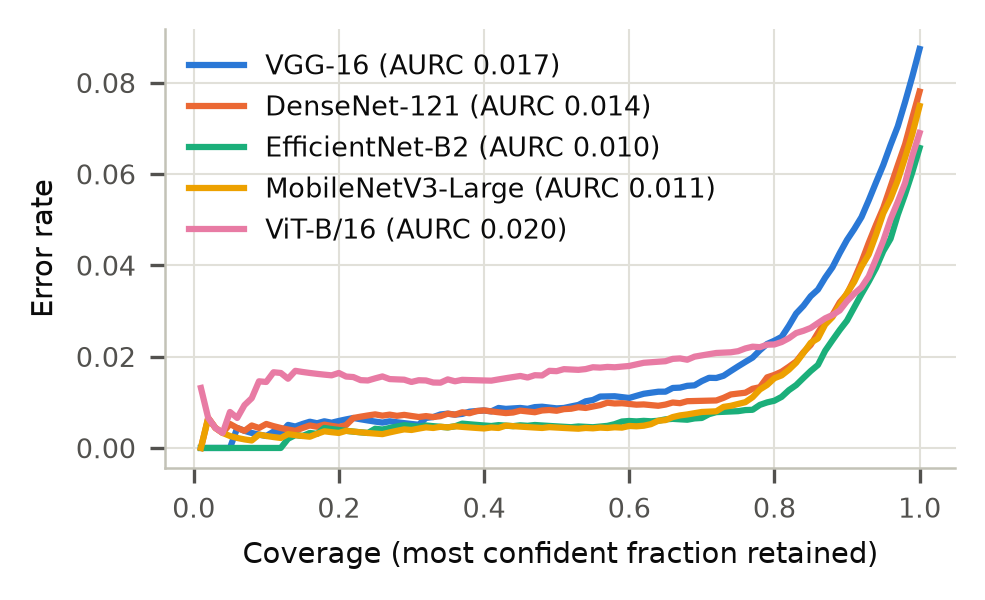 VGG-16 (AURC 0.017)
DenseNet-121 (AURC 0.014)
EfficientNet-B2 (AURC 0.010)
MobileNetV3-Large (AURC 0.011)
ViT-B/16 (AURC 0.020)
Error rate
0.08
0.06
0.04
0.02
0.00
0.0 0.2 0.4 0.6 0.8 1.0
Coverage (most confident fraction retained)